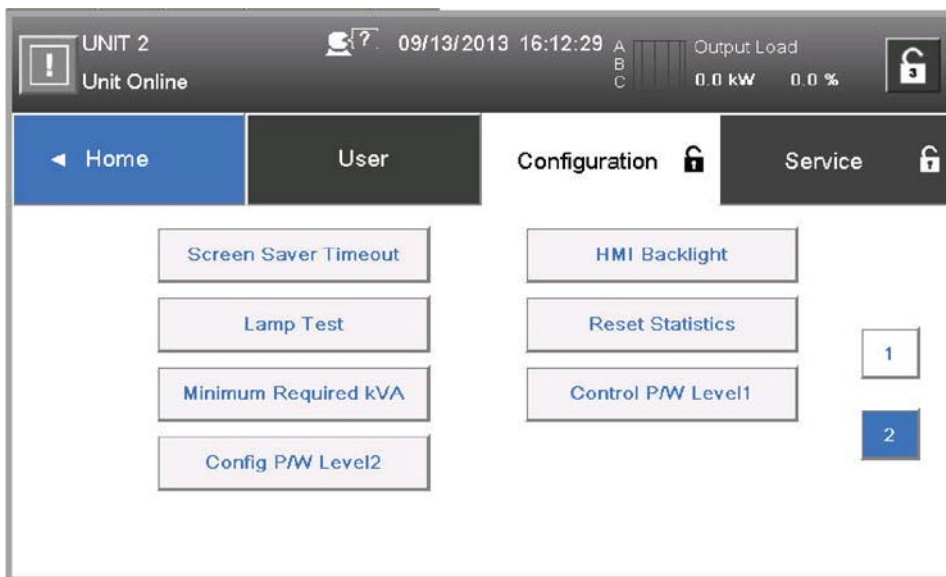 UNIT 2
Unit Online
? 09/13/2013 16:12:29
A
B
C
Output Load
0.0 kW 0.0 %
3
! 
◄ Home User Configuration Service
Screen Saver Timeout HMI Backlight
Lamp Test Reset Statistics
1
Minimum Required kVA Control P/W Level1
2
Config P/W Level2